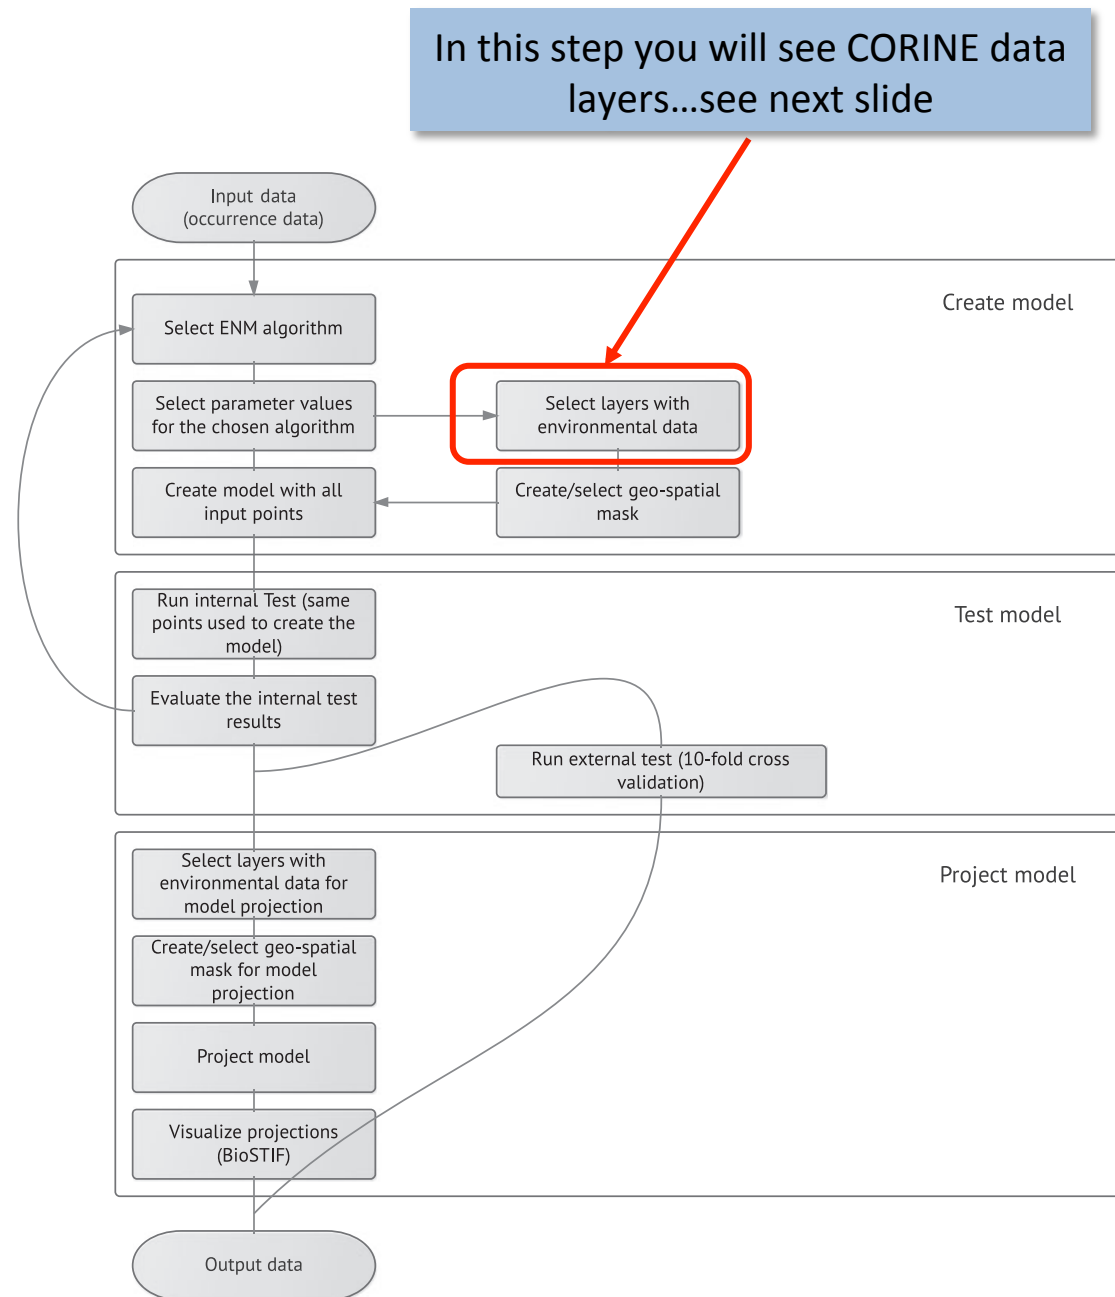 In this step you will see CORINE data
layers...see next slide
Input data
(occurrence data)
Create model
Select ENM algorithm
Select parameter values
for the chosen algorithm
Select layers with
environmental data
Create model with all
input points
Create/select geo-spatial
mask
Test model
Run internal Test (same
points used to create the
model)
Evaluate the internal test
results
Run external test (10-fold cross
validation)
Project model
Select layers with
environmental data for
model projection
Create/select geo-spatial
mask for model
projection
Project model
Visualize projections
(BioSTIF)
Output data